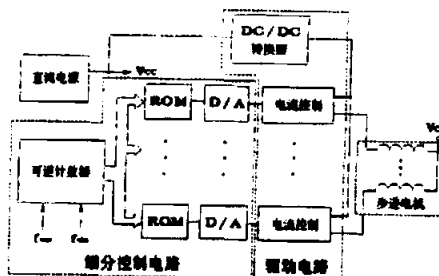 DC/DC
转换器
直流电源
Vcc
ROM
D/A
电流控制
可逆计数器
步进电机
ROM
D/A
电流控制
细分控制电路
驱动电路